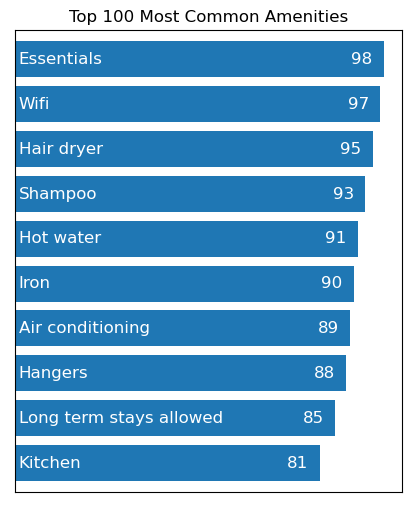 Top 100 Most Common Amenities
Essentials 98
Wifi 97
Hair dryer 95
Shampoo 93
Hot water 91
Iron 90
Air conditioning 89
Hangers 88
Long term stays allowed 85
Kitchen 81